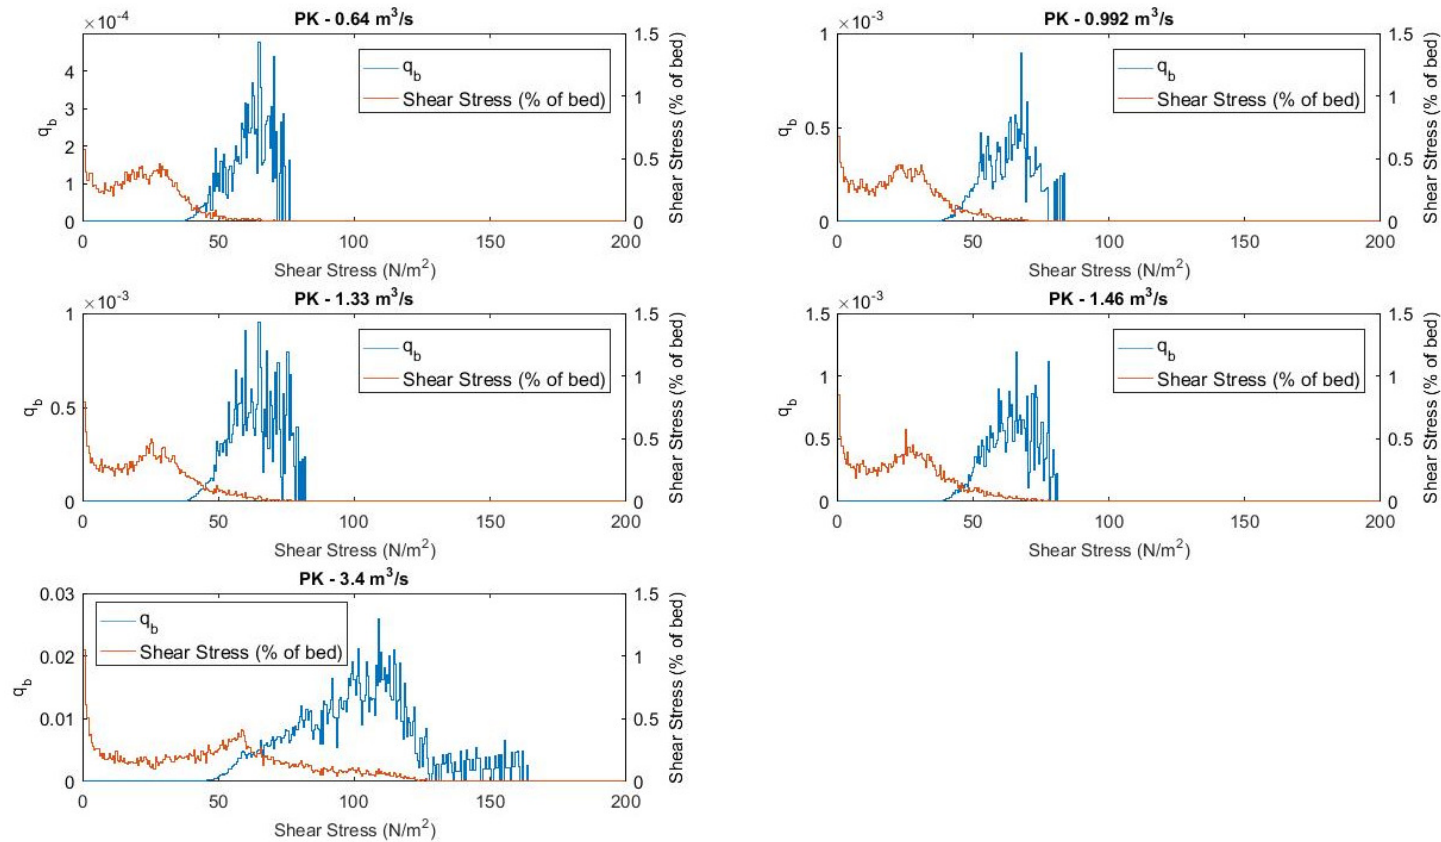 PK - 0.64 m³/s
×10⁻⁴
q_b
Shear Stress (% of bed)
4
3
2
1
0
1.5
1
0.5
0
q_b
Shear Stress (% of bed)
0 50 100 150 200
Shear Stress (N/m²)
PK - 0.992 m³/s
×10⁻³
q_b
Shear Stress (% of bed)
1
0.5
0
1.5
1
0.5
0
q_b
Shear Stress (% of bed)
0 50 100 150 200
Shear Stress (N/m²)
PK - 1.33 m³/s
×10⁻³
q_b
Shear Stress (% of bed)
1
0.5
0
1.5
1
0.5
0
q_b
Shear Stress (% of bed)
0 50 100 150 200
Shear Stress (N/m²)
PK - 1.46 m³/s
×10⁻³
q_b
Shear Stress (% of bed)
1.5
1
0.5
0
1.5
1
0.5
0
q_b
Shear Stress (% of bed)
0 50 100 150 200
Shear Stress (N/m²)
PK - 3.4 m³/s
q_b
Shear Stress (% of bed)
0.03
0.02
0.01
0
1.5
1
0.5
0
q_b
Shear Stress (% of bed)
0 50 100 150 200
Shear Stress (N/m²)